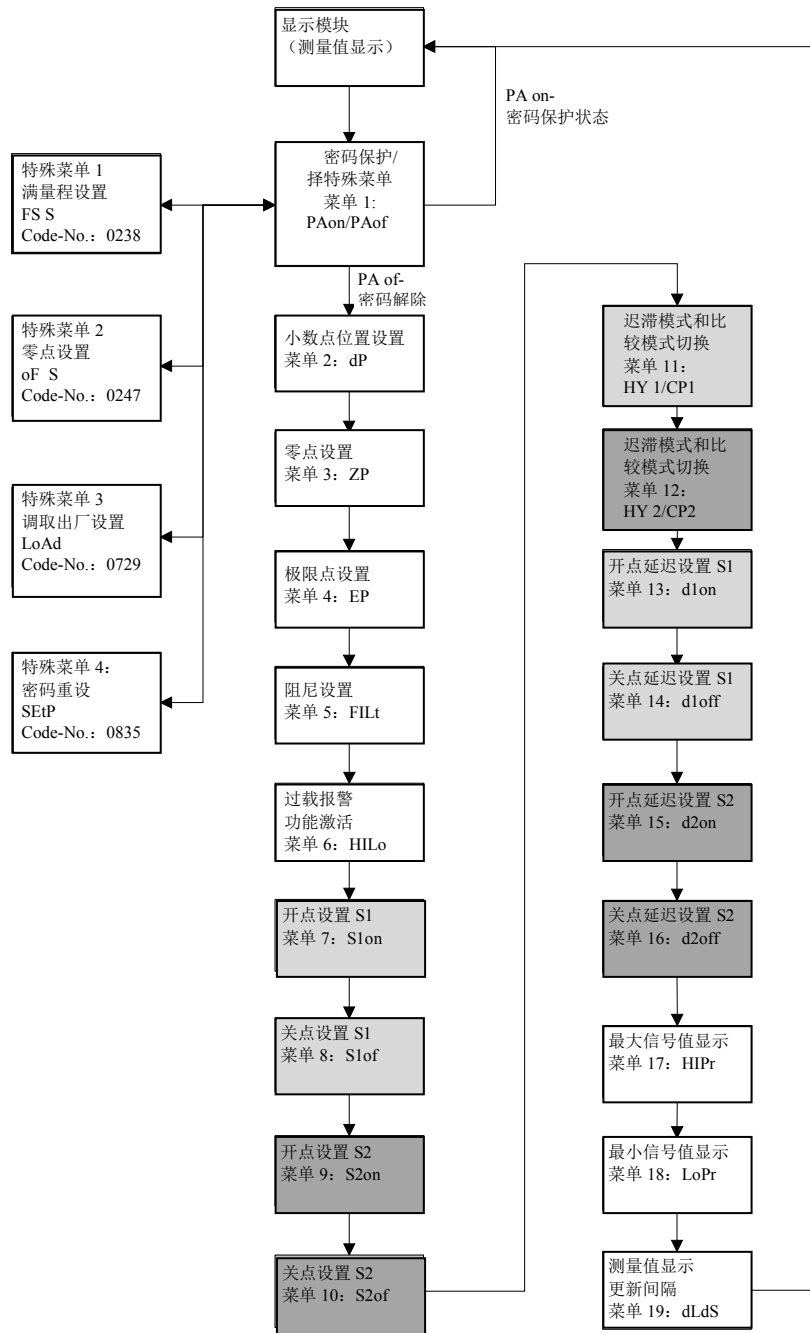 显示模块
（测量值显示）
PA on-
密码保护状态
密码保护/
择特殊菜单
菜单 1:
PAon/PAof
特殊菜单 1
满量程设置
FS S
Code-No.：0238
特殊菜单 2
零点设置
oF S
Code-No.：0247
特殊菜单 3
调取出厂设置
LoAd
Code-No.：0729
特殊菜单 4：
密码重设
SEtP
Code-No.：0835
PA of-
密码解除
小数点位置设置
菜单 2：dP
零点设置
菜单 3：ZP
极限点设置
菜单 4：EP
阻尼设置
菜单 5：FILt
过载报警
功能激活
菜单 6：HILo
开点设置 S1
菜单 7：S1on
关点设置 S1
菜单 8：S1of
开点设置 S2
菜单 9：S2on
关点设置 S2
菜单 10：S2of
迟滞模式和比
较模式切换
菜单 11：
HY 1/CP1
迟滞模式和比
较模式切换
菜单 12：
HY 2/CP2
开点延迟设置 S1
菜单 13：d1on
关点延迟设置 S1
菜单 14：d1off
开点延迟设置 S2
菜单 15：d2on
关点延迟设置 S2
菜单 16：d2off
最大信号值显示
菜单 17：HIPr
最小信号值显示
菜单 18：LoPr
测量值显示
更新间隔
菜单 19：dLdS